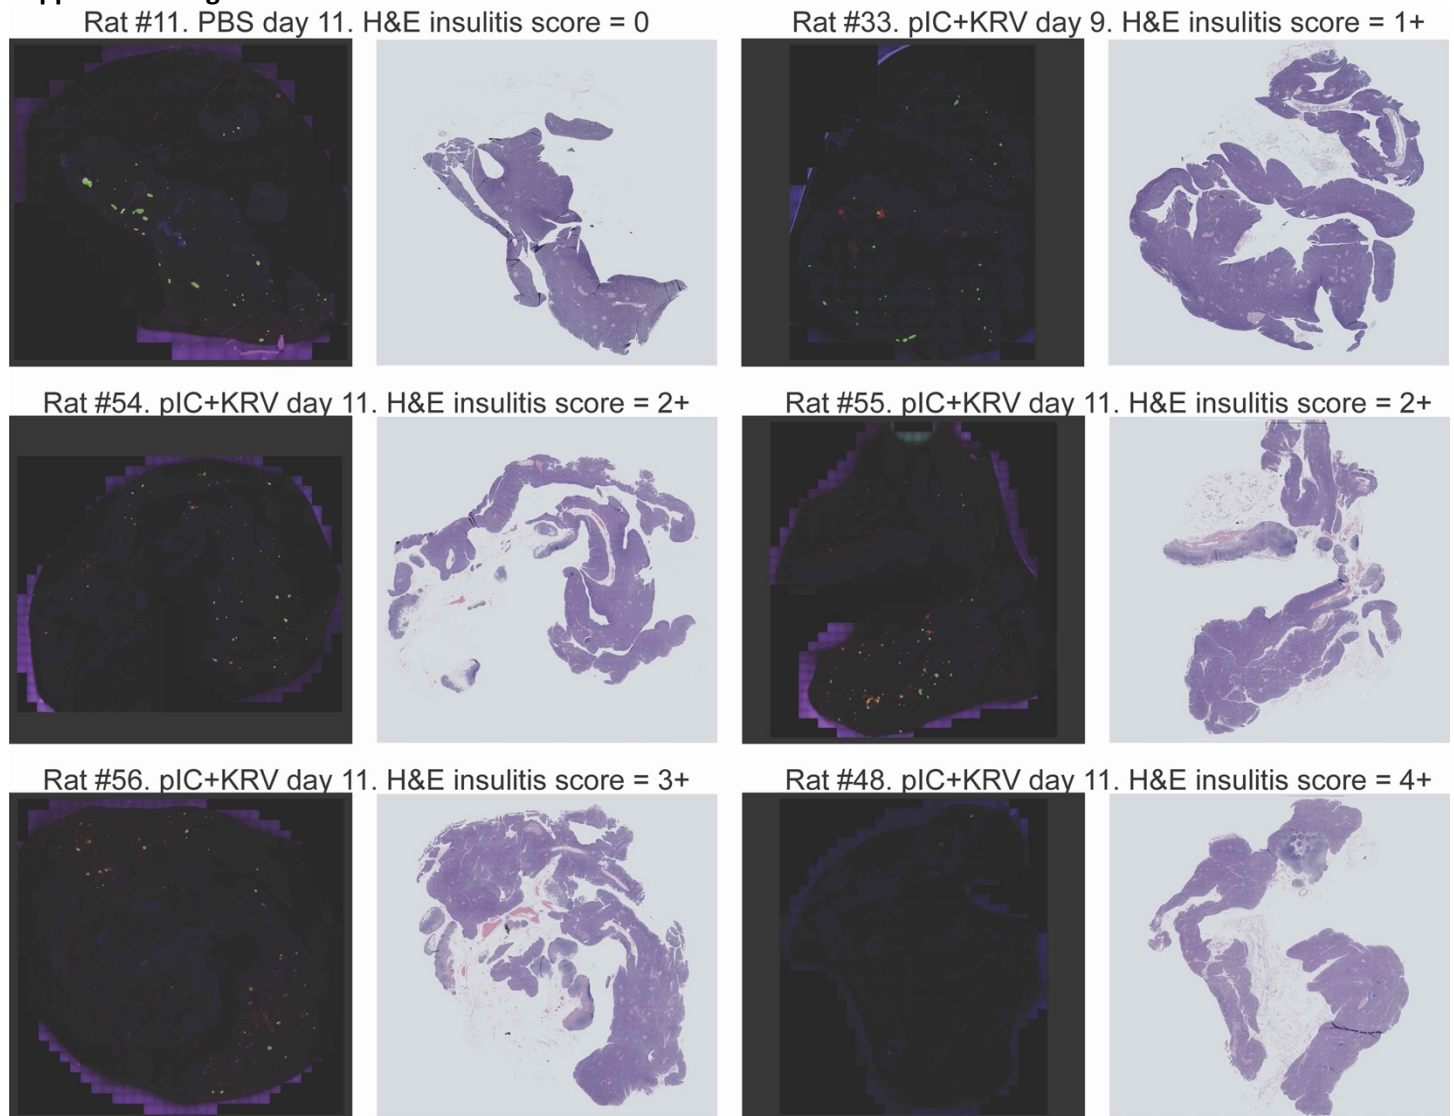 Rat #11. PBS day 11. H&E insulitis score = 0
Rat #33. pIC+KRV day 9. H&E insulitis score = 1+
Rat #54. pIC+KRV day 11. H&E insulitis score = 2+
Rat #55. pIC+KRV day 11. H&E insulitis score = 2+
Rat #56. pIC+KRV day 11. H&E insulitis score = 3+
Rat #48. pIC+KRV day 11. H&E insulitis score = 4+